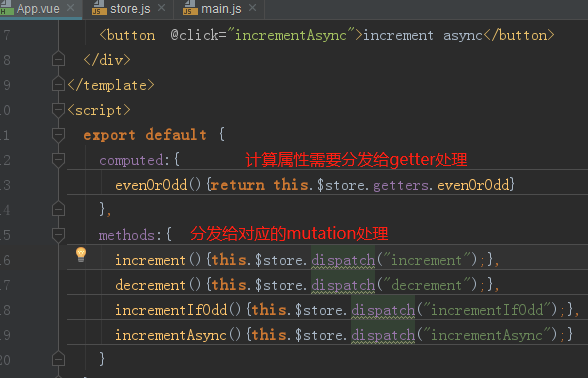 App.vue × store.js × main.js ×
7 <button @click="incrementAsync">increment async</button>
8 </div>
9 </template>
10 <script>
11 export default {
12 computed:{ 计算属性需要分发给getter处理
13 evenOrOdd(){return this.$store.getters.evenOrOdd}
14 },
15 methods:{ 分发给对应的mutation处理
16 increment(){this.$store.dispatch("increment");},
17 decrement(){this.$store.dispatch("decrement");},
18 incrementIfOdd(){this.$store.dispatch("incrementIfOdd");},
19 incrementAsync(){this.$store.dispatch("incrementAsync");}
20 }